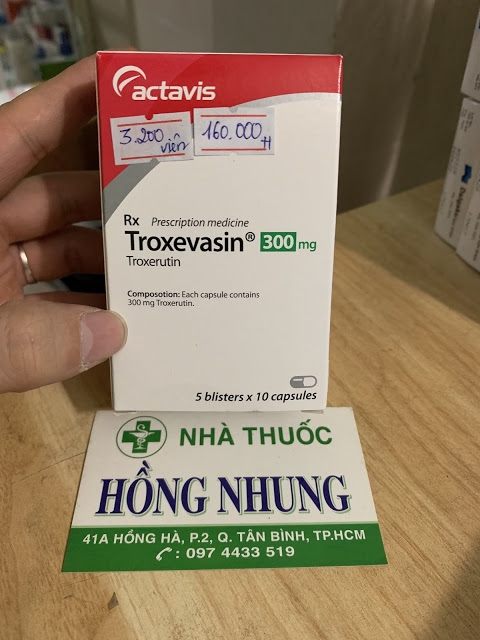 actavis
3.200
viên
160.000
H
Rx Prescription medicine
Troxevasin® 300 mg
Troxerutin
Composotion: Each capsule contains
300 mg Troxerutin.
5 blisters x 10 capsules
NHÀ THUỐC
HỒNG NHUNG
41A HỒNG HÀ, P.2, Q. TÂN BÌNH, TP.HCM
: 097 4433 519